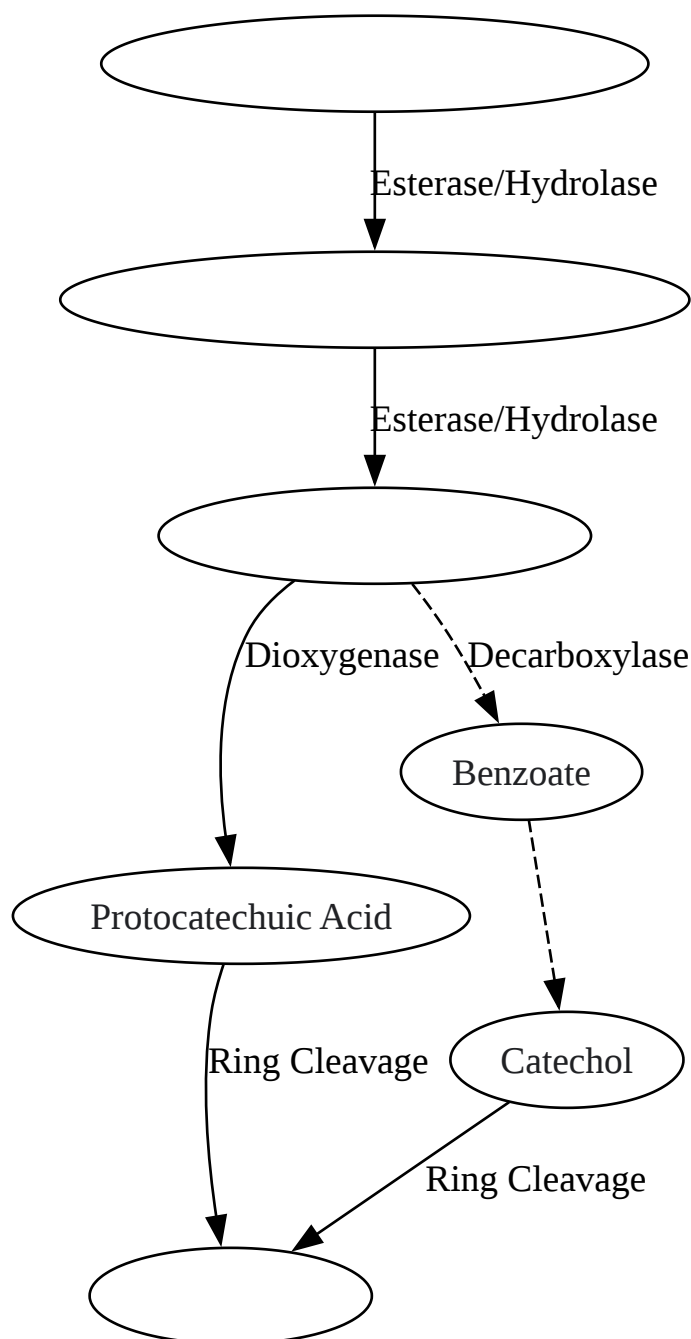 Esterase/Hydrolase
Esterase/Hydrolase
Dioxygenase
Decarboxylase
Benzoate
Protocatechuic Acid
Ring Cleavage
Catechol
Ring Cleavage